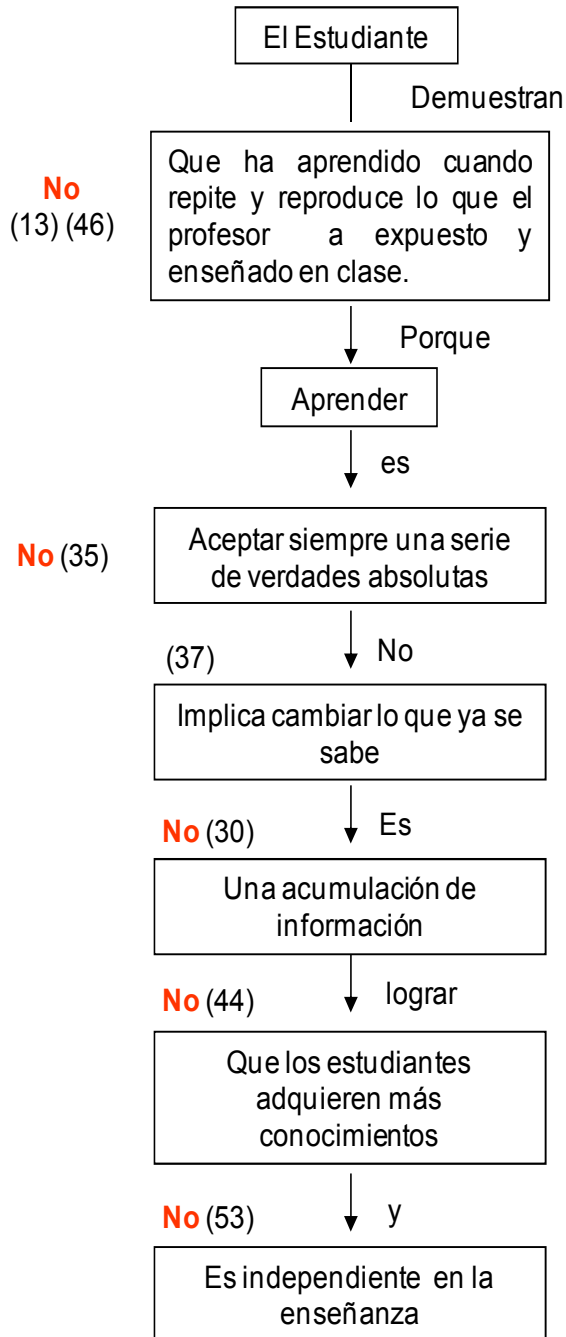 El Estudiante
Demuestran
No
(13) (46)
Que ha aprendido cuando
repite y reproduce lo que el
profesor a expuesto y
enseñado en clase.
Porque
Aprender
es
No (35)
Aceptar siempre una serie
de verdades absolutas
(37)
No
Implica cambiar lo que ya se
sabe
No (30)
Es
Una acumulación de
información
No (44)
lograr
Que los estudiantes
adquieren más
conocimientos
No (53)
y
Es independiente en la
enseñanza